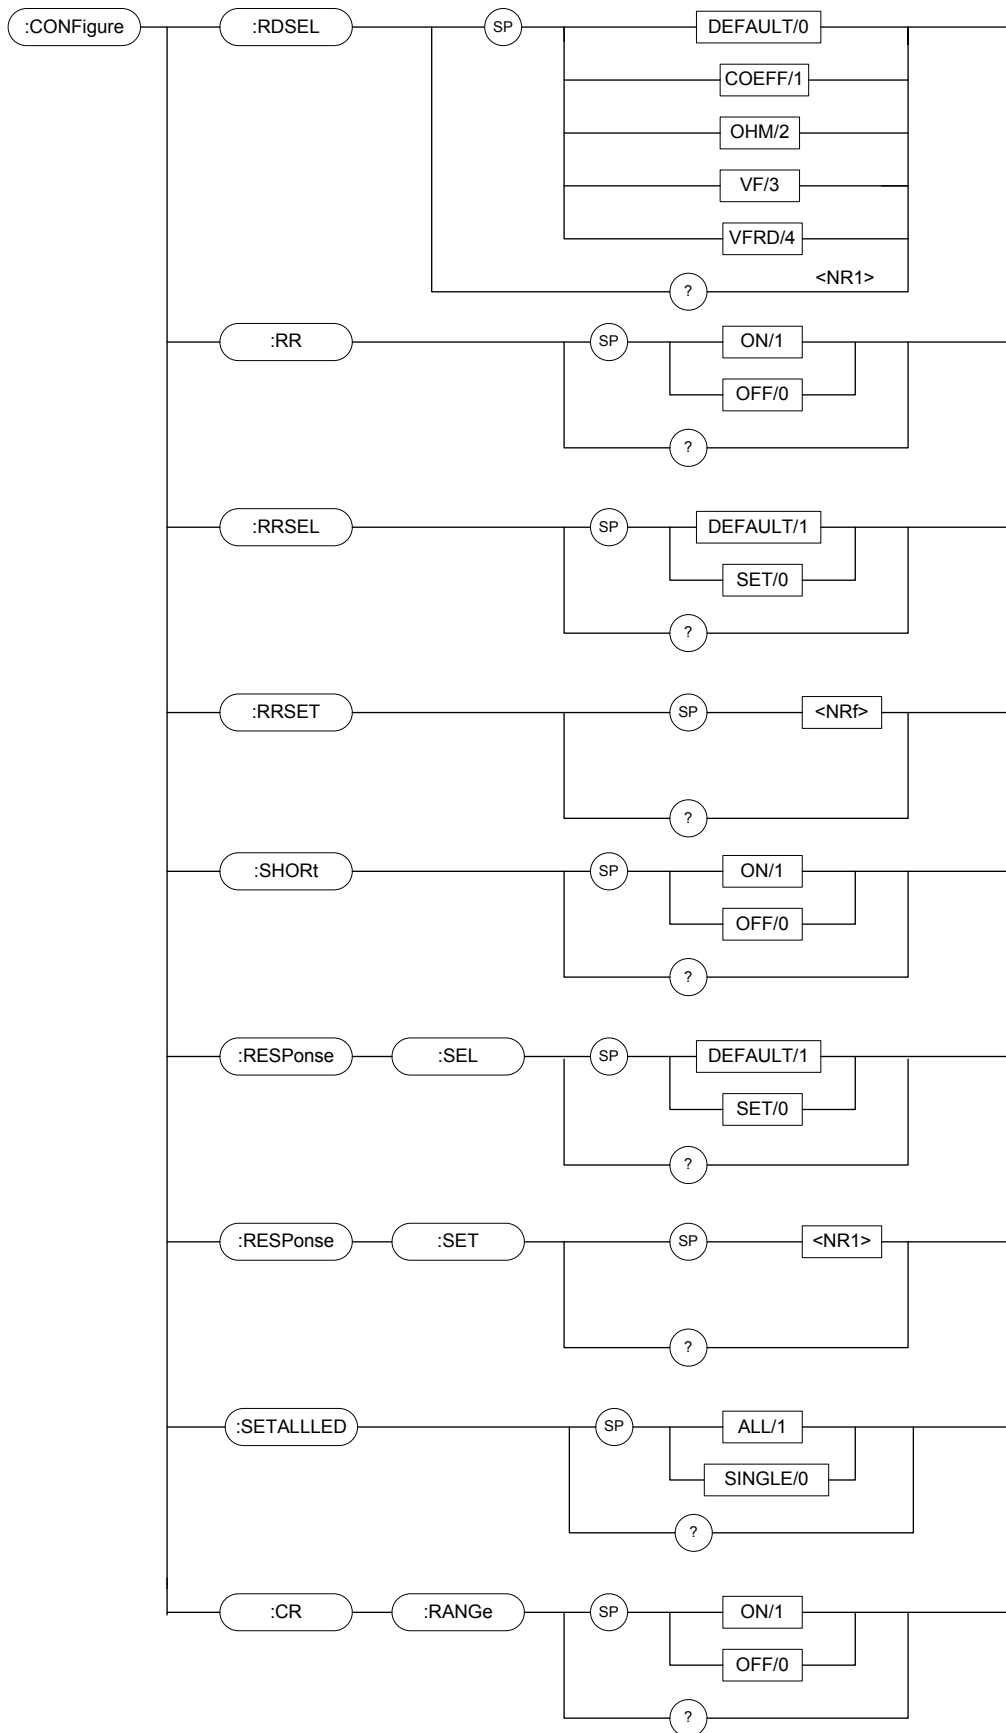 :CONFigure :RDSEL SP DEFAULT/0
COEFF/1
OHM/2
VF/3
VFRD/4
? <NR1>
:RR SP ON/1
OFF/0
?
:RRSEL SP DEFAULT/1
SET/0
?
:RRSET SP <NRf>
?
:SHORt SP ON/1
OFF/0
?
:RESPonse :SEL SP DEFAULT/1
SET/0
?
:RESPonse :SET SP <NR1>
?
:SETALLLED SP ALL/1
SINGLE/0
?
:CR :RANGe SP ON/1
OFF/0
?